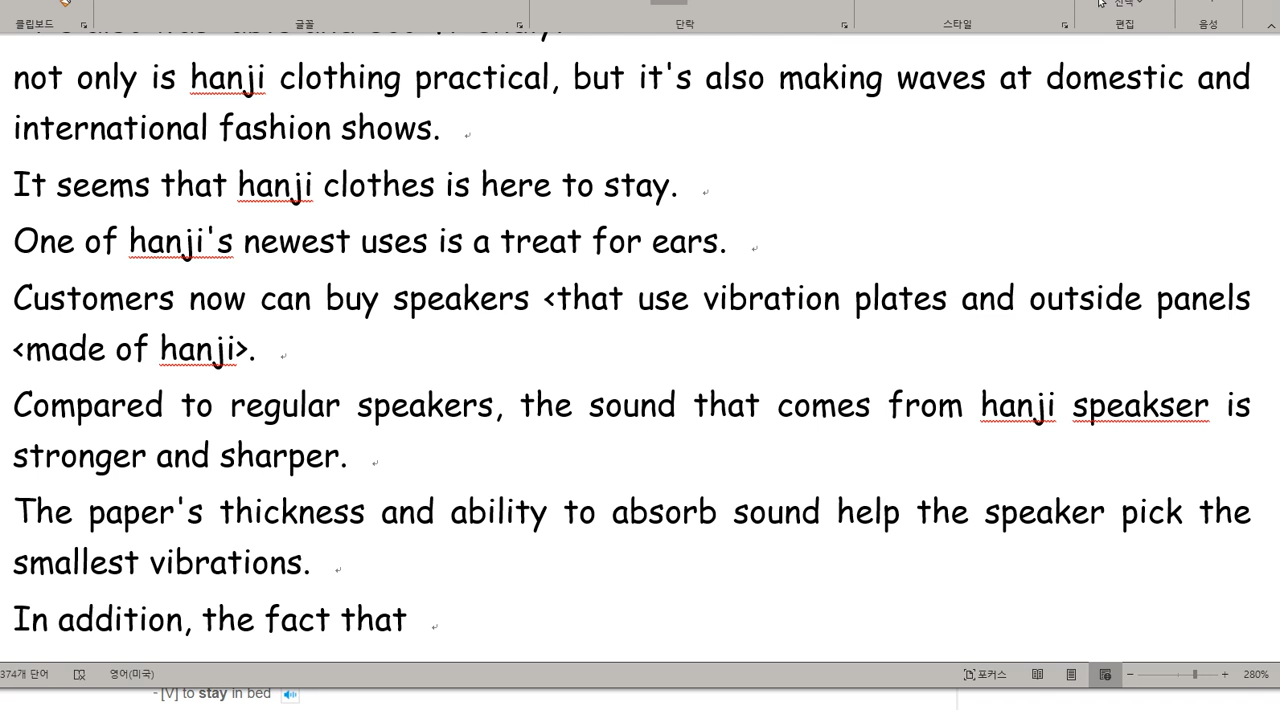 클립보드 글꼴 단락 스타일 편집 음성
not only is hanji clothing practical, but it's also making waves at domestic and
international fashion shows.
It seems that hanji clothes is here to stay.
One of hanji's newest uses is a treat for ears.
Customers now can buy speakers <that use vibration plates and outside panels
<made of hanji>.
Compared to regular speakers, the sound that comes from hanji speakser is
stronger and sharper.
The paper's thickness and ability to absorb sound help the speaker pick the
smallest vibrations.
In addition, the fact that
374개 단어 영어(미국) 포커스 280%
- [V] to stay in bed